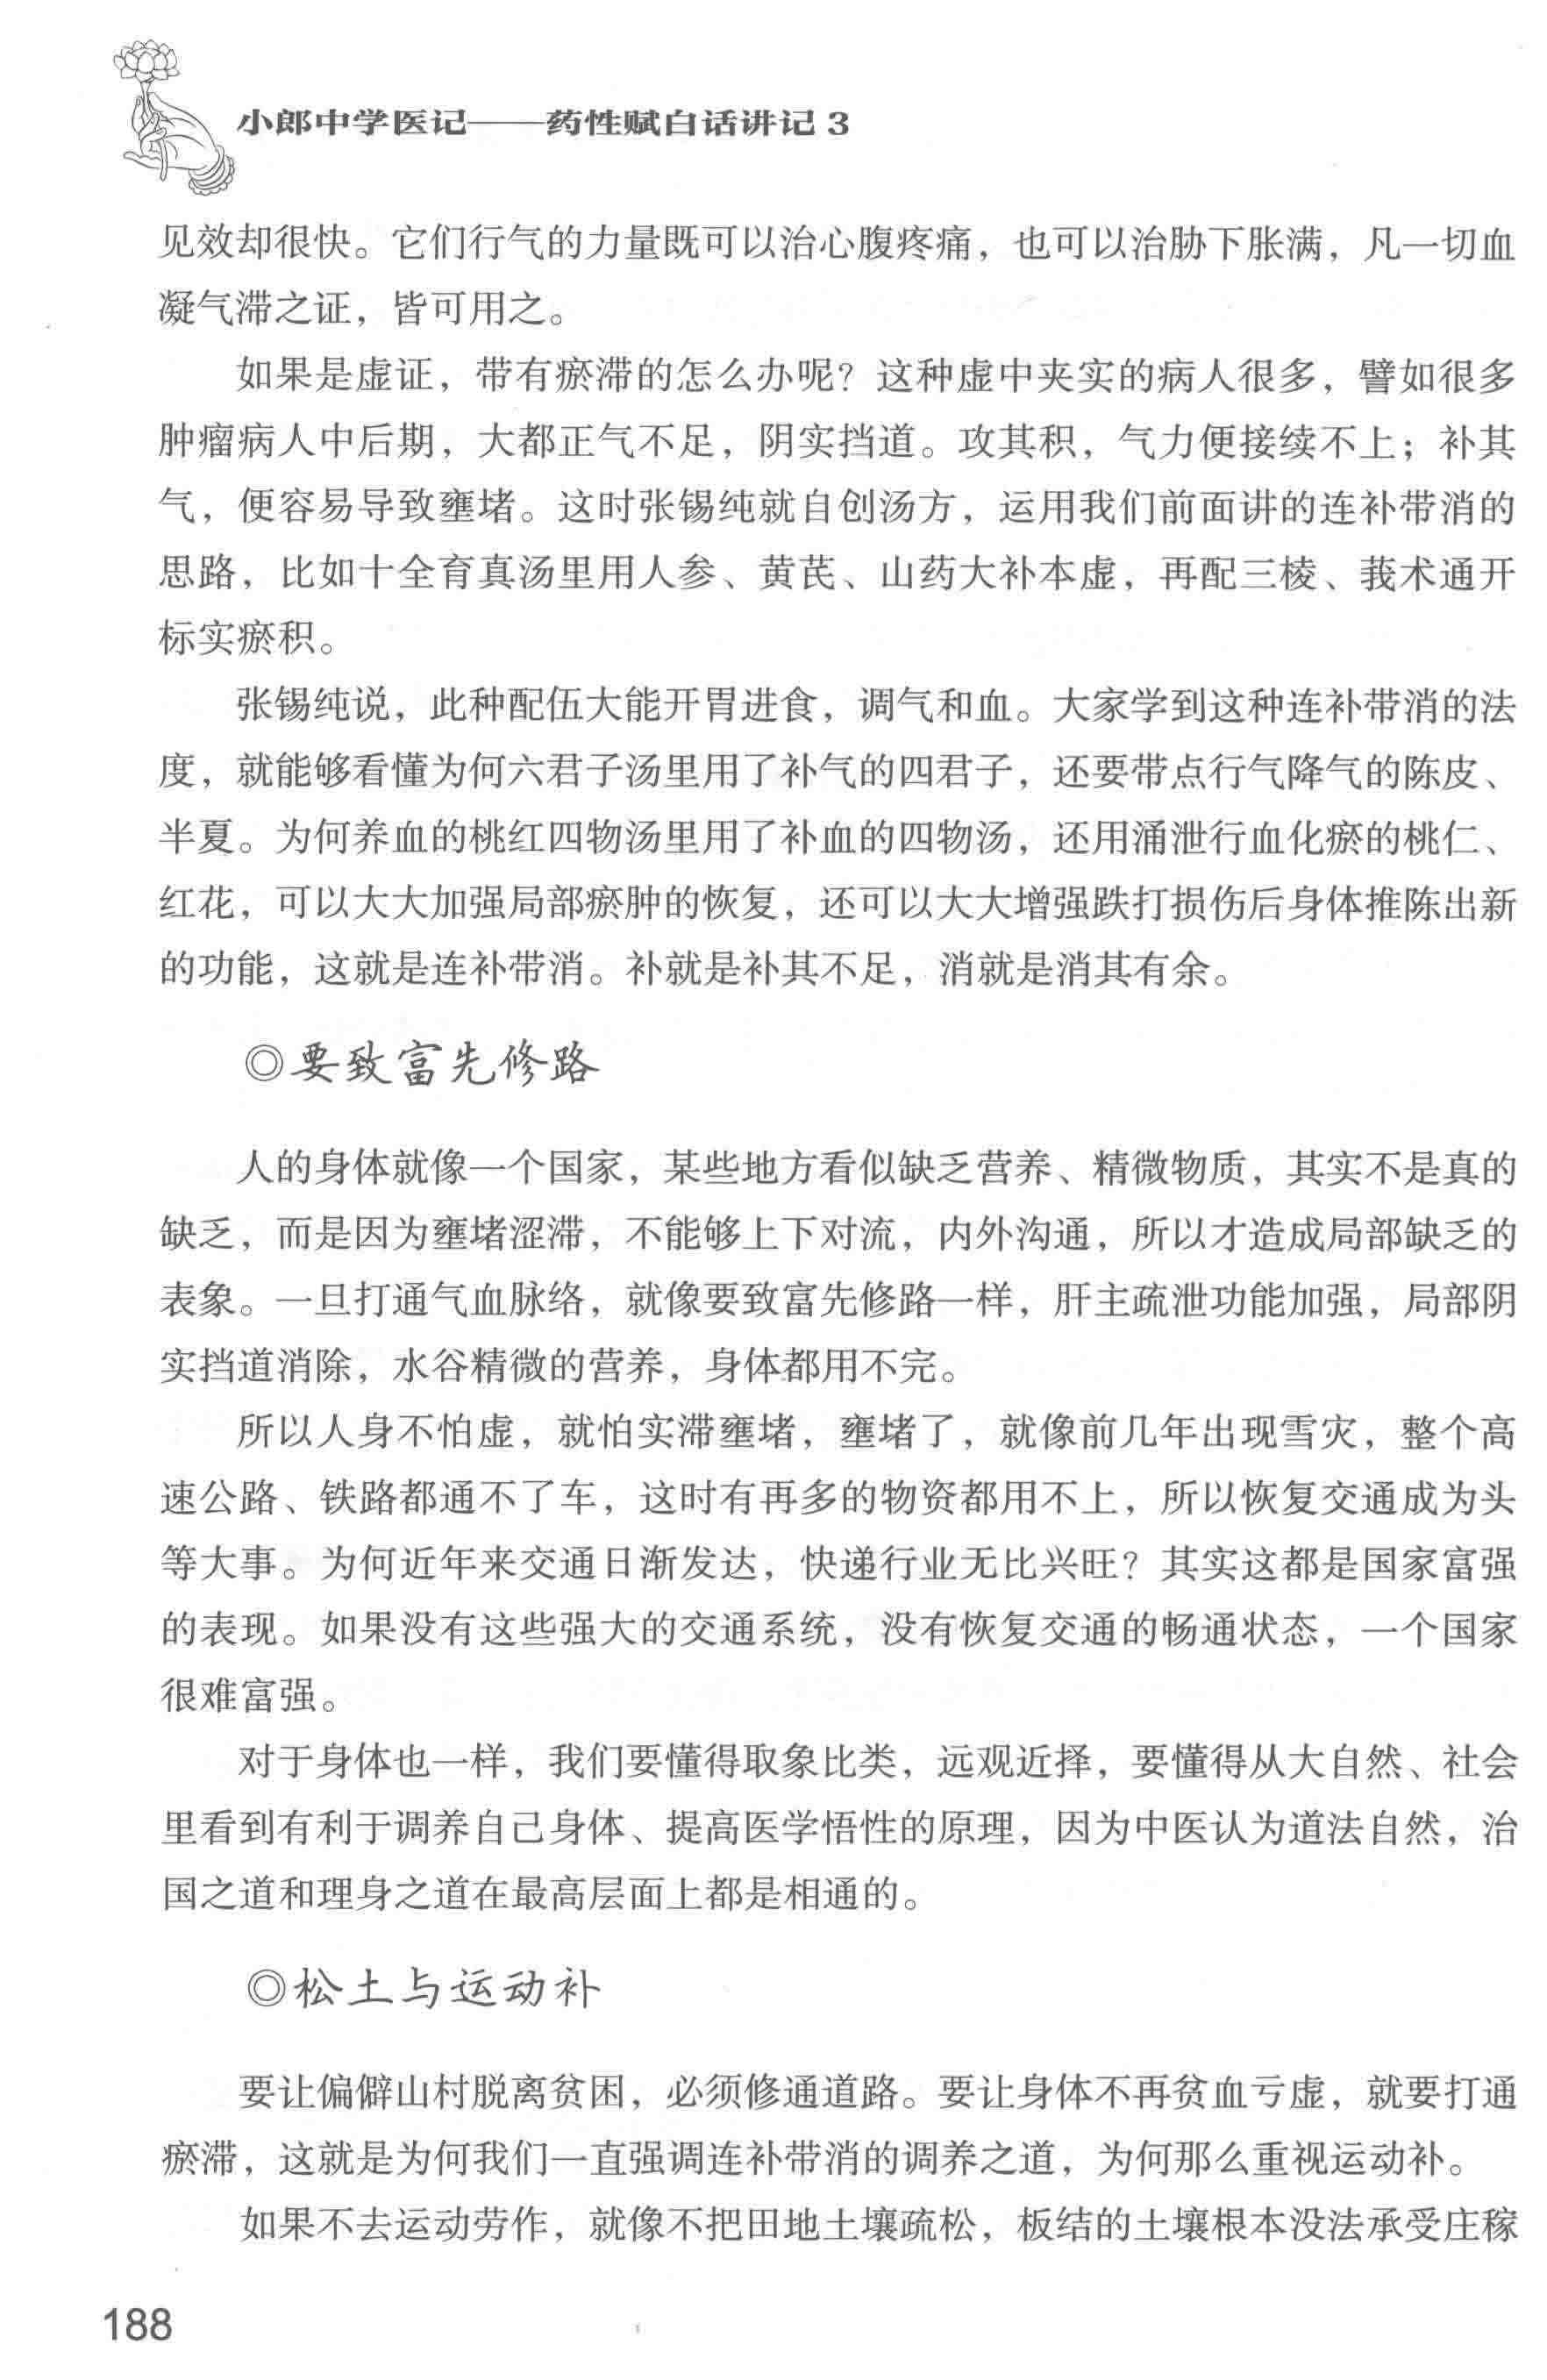 小郎中学医记——药性赋白话讲记 3
见效却很快。它们行气的力量既可以治心腹疼痛，也可以治胁下胀满，凡一切血
凝气滞之证，皆可用之。
如果是虚证，带有瘀滞的怎么办呢？这种虚中夹实的病人很多，譬如很多
肿瘤病人中后期，大都正气不足，阴实挡道。攻其积，气力便接续不上；补其
气，便容易导致壅堵。这时张锡纯就自创汤方，运用我们前面讲的连补带消的
思路，比如十全育真汤里用人参、黄芪、山药大补本虚，再配三棱、莪术通开
标实瘀积。
张锡纯说，此种配伍大能开胃进食，调气和血。大家学到这种连补带消的法
度，就能够看懂为何六君子汤里用了补气的四君子，还要带点行气降气的陈皮、
半夏。为何养血的桃红四物汤里用了补血的四物汤，还用涌泄行血化瘀的桃仁、
红花，可以大大加强局部瘀肿的恢复，还可以大大增强跌打损伤后身体推陈出新
的功能，这就是连补带消。补就是补其不足，消就是消其有余。
◎要致富先修路
人的身体就像一个国家，某些地方看似缺乏营养、精微物质，其实不是真的
缺乏，而是因为壅堵涩滞，不能够上下对流，内外沟通，所以才造成局部缺乏的
表象。一旦打通气血脉络，就像要致富先修路一样，肝主疏泄功能加强，局部阴
实挡道消除，水谷精微的营养，身体都用不完。
所以人身不怕虚，就怕实滞壅堵，壅堵了，就像前几年出现雪灾，整个高
速公路、铁路都通不了车，这时有再多的物资都用不上，所以恢复交通成为头
等大事。为何近年来交通日渐发达，快递行业无比兴旺？其实这都是国家富强
的表现。如果没有这些强大的交通系统，没有恢复交通的畅通状态，一个国家
很难富强。
对于身体也一样，我们要懂得取象比类，远观近择，要懂得从大自然、社会
里看到有利于调养自己身体、提高医学悟性的原理，因为中医认为道法自然，治
国之道和理身之道在最高层面上都是相通的。
◎松土与运动补
要让偏僻山村脱离贫困，必须修通道路。要让身体不再贫血亏虚，就要打通
瘀滞，这就是为何我们一直强调连补带消的调养之道，为何那么重视运动补。
如果不去运动劳作，就像不把田地土壤疏松，板结的土壤根本没法承受庄稼
188